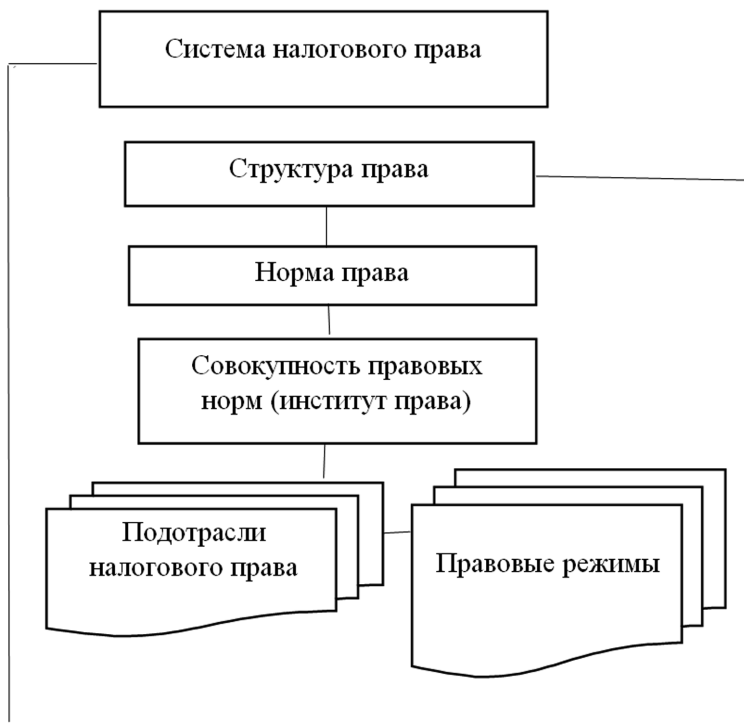 Система налогового права
Структура права
Норма права
Совокупность правовых
норм (институт права)
Подотрасли
налогового права
Правовые режимы